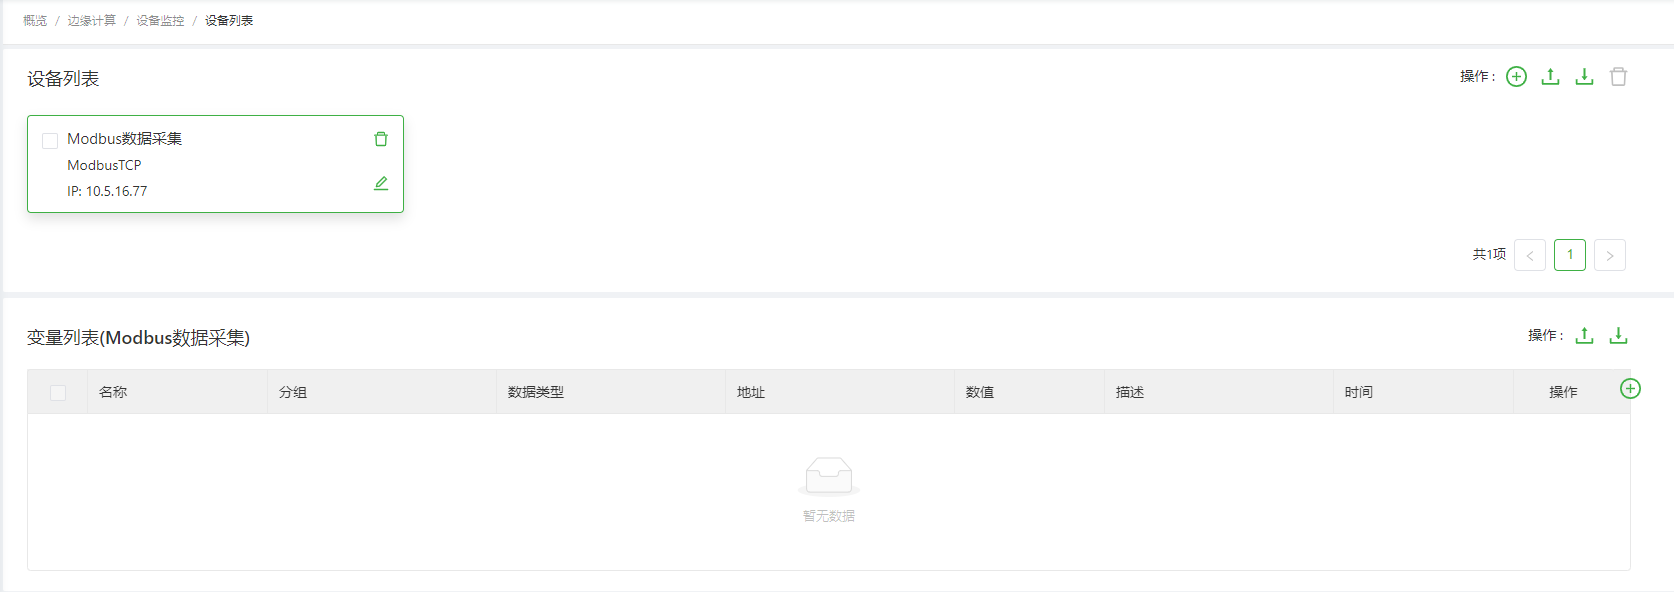 概览 / 边缘计算 / 设备监控 / 设备列表
设备列表
操作 :
Modbus数据采集
ModbusTCP
IP: 10.5.16.77
共1项 < 1 >
变量列表(Modbus数据采集)
操作 :
名称 分组 数据类型 地址 数值 描述 时间 操作
暂无数据